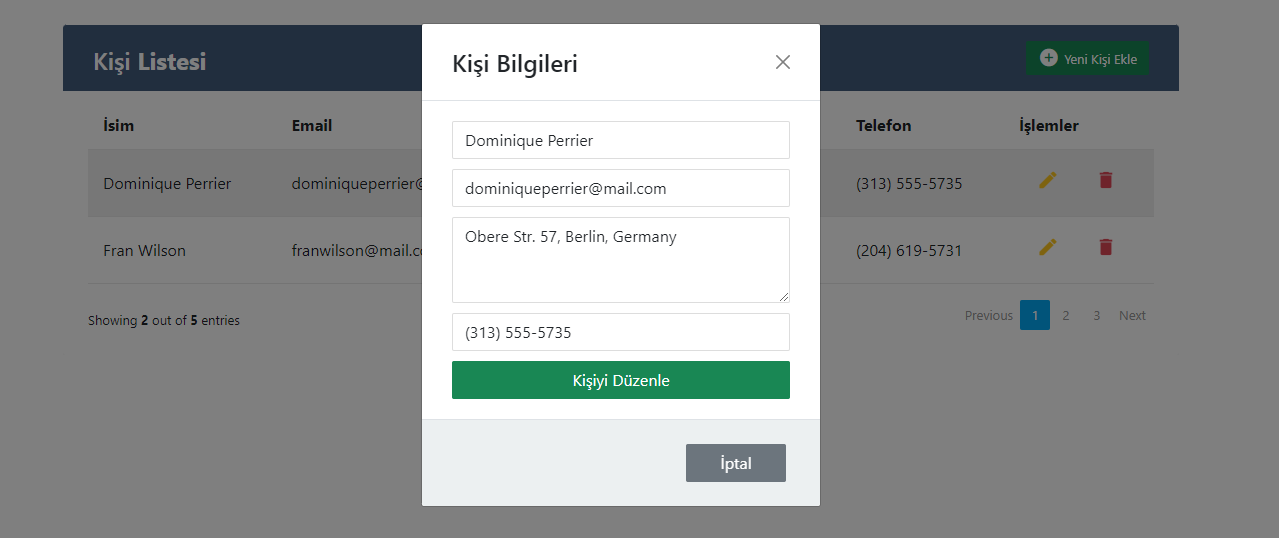 Kişi Listesi
Yeni Kişi Ekle
İsim Email Telefon İşlemler
Dominique Perrier dominiqueperrier@ (313) 555-5735
Fran Wilson franwilson@mail.c (204) 619-5731
Showing 2 out of 5 entries
Previous 1 2 3 Next
Kişi Bilgileri
Dominique Perrier
dominiqueperrier@mail.com
Obere Str. 57, Berlin, Germany
(313) 555-5735
Kişiyi Düzenle
İptal